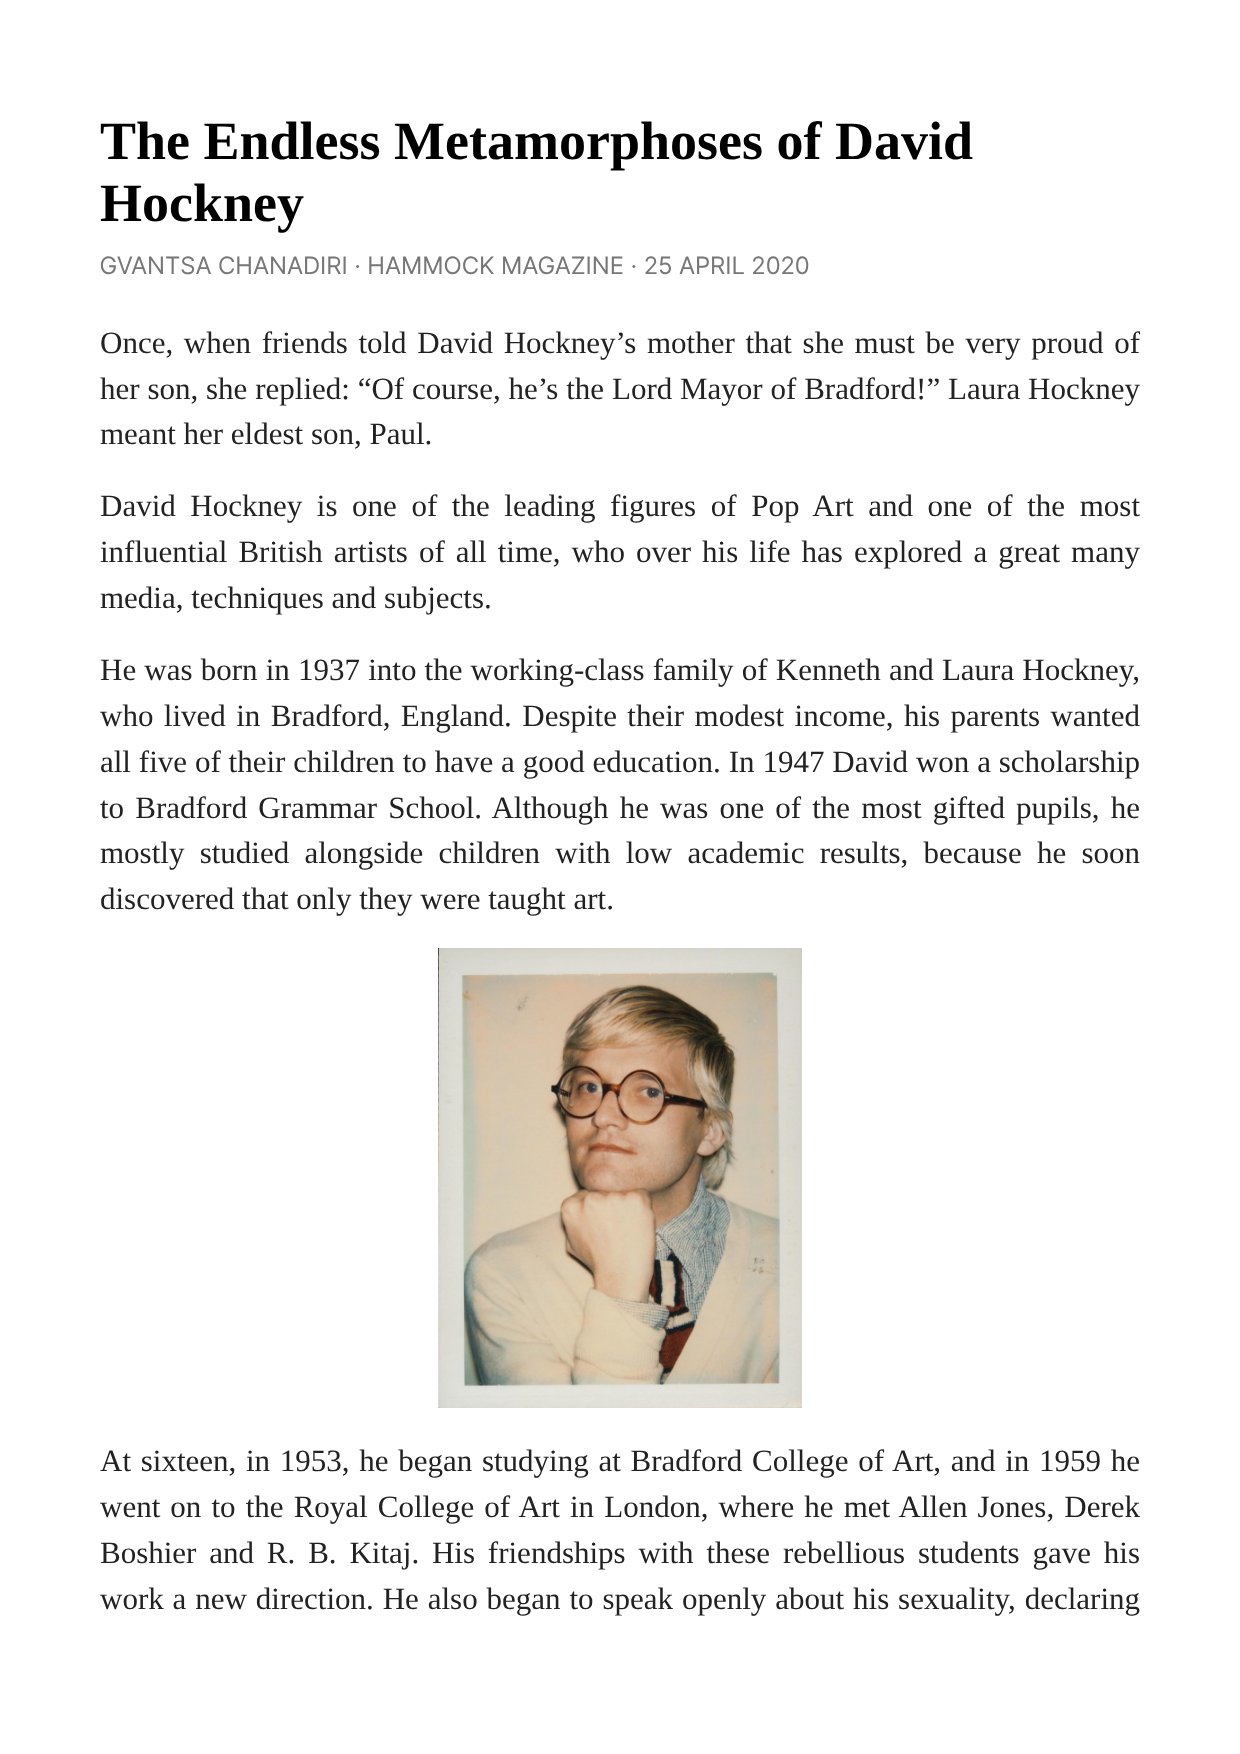 The Endless Metamorphoses of David
Hockney
GVANTSA CHANADIRI · HAMMOCK MAGAZINE · 25 APRIL 2020
Once, when friends told David Hockney’s mother that she must be very proud of
her son, she replied: “Of course, he’s the Lord Mayor of Bradford!” Laura Hockney
meant her eldest son, Paul.
David Hockney is one of the leading figures of Pop Art and one of the most
influential British artists of all time, who over his life has explored a great many
media, techniques and subjects.
He was born in 1937 into the working-class family of Kenneth and Laura Hockney,
who lived in Bradford, England. Despite their modest income, his parents wanted
all five of their children to have a good education. In 1947 David won a scholarship
to Bradford Grammar School. Although he was one of the most gifted pupils, he
mostly studied alongside children with low academic results, because he soon
discovered that only they were taught art.
At sixteen, in 1953, he began studying at Bradford College of Art, and in 1959 he
went on to the Royal College of Art in London, where he met Allen Jones, Derek
Boshier and R. B. Kitaj. His friendships with these rebellious students gave his
work a new direction. He also began to speak openly about his sexuality, declaring